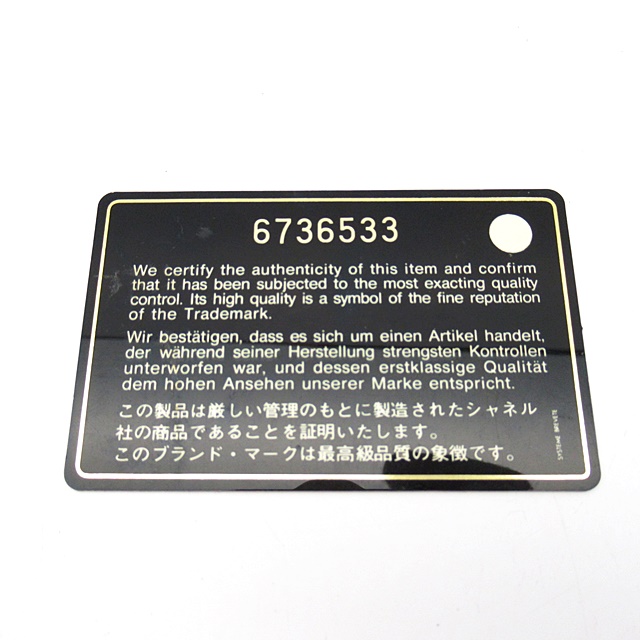 6736533
We certify the authenticity of this item and confirm
that it has been subjected to the most exacting quality
control. Its high quality is a symbol of the fine reputation
of the Trademark.
Wir bestätigen, dass es sich um einen Artikel handelt,
der während seiner Herstellung strengsten Kontrollen
unterworfen war, und dessen erstklassige Qualität
dem hohen Ansehen unserer Marke entspricht.
この製品は厳しい管理のもとに製造されたシャネル
社の商品であることを証明いたします。
このブランド・マークは最高級品質の象徴です。
SYSTEME BREVETE